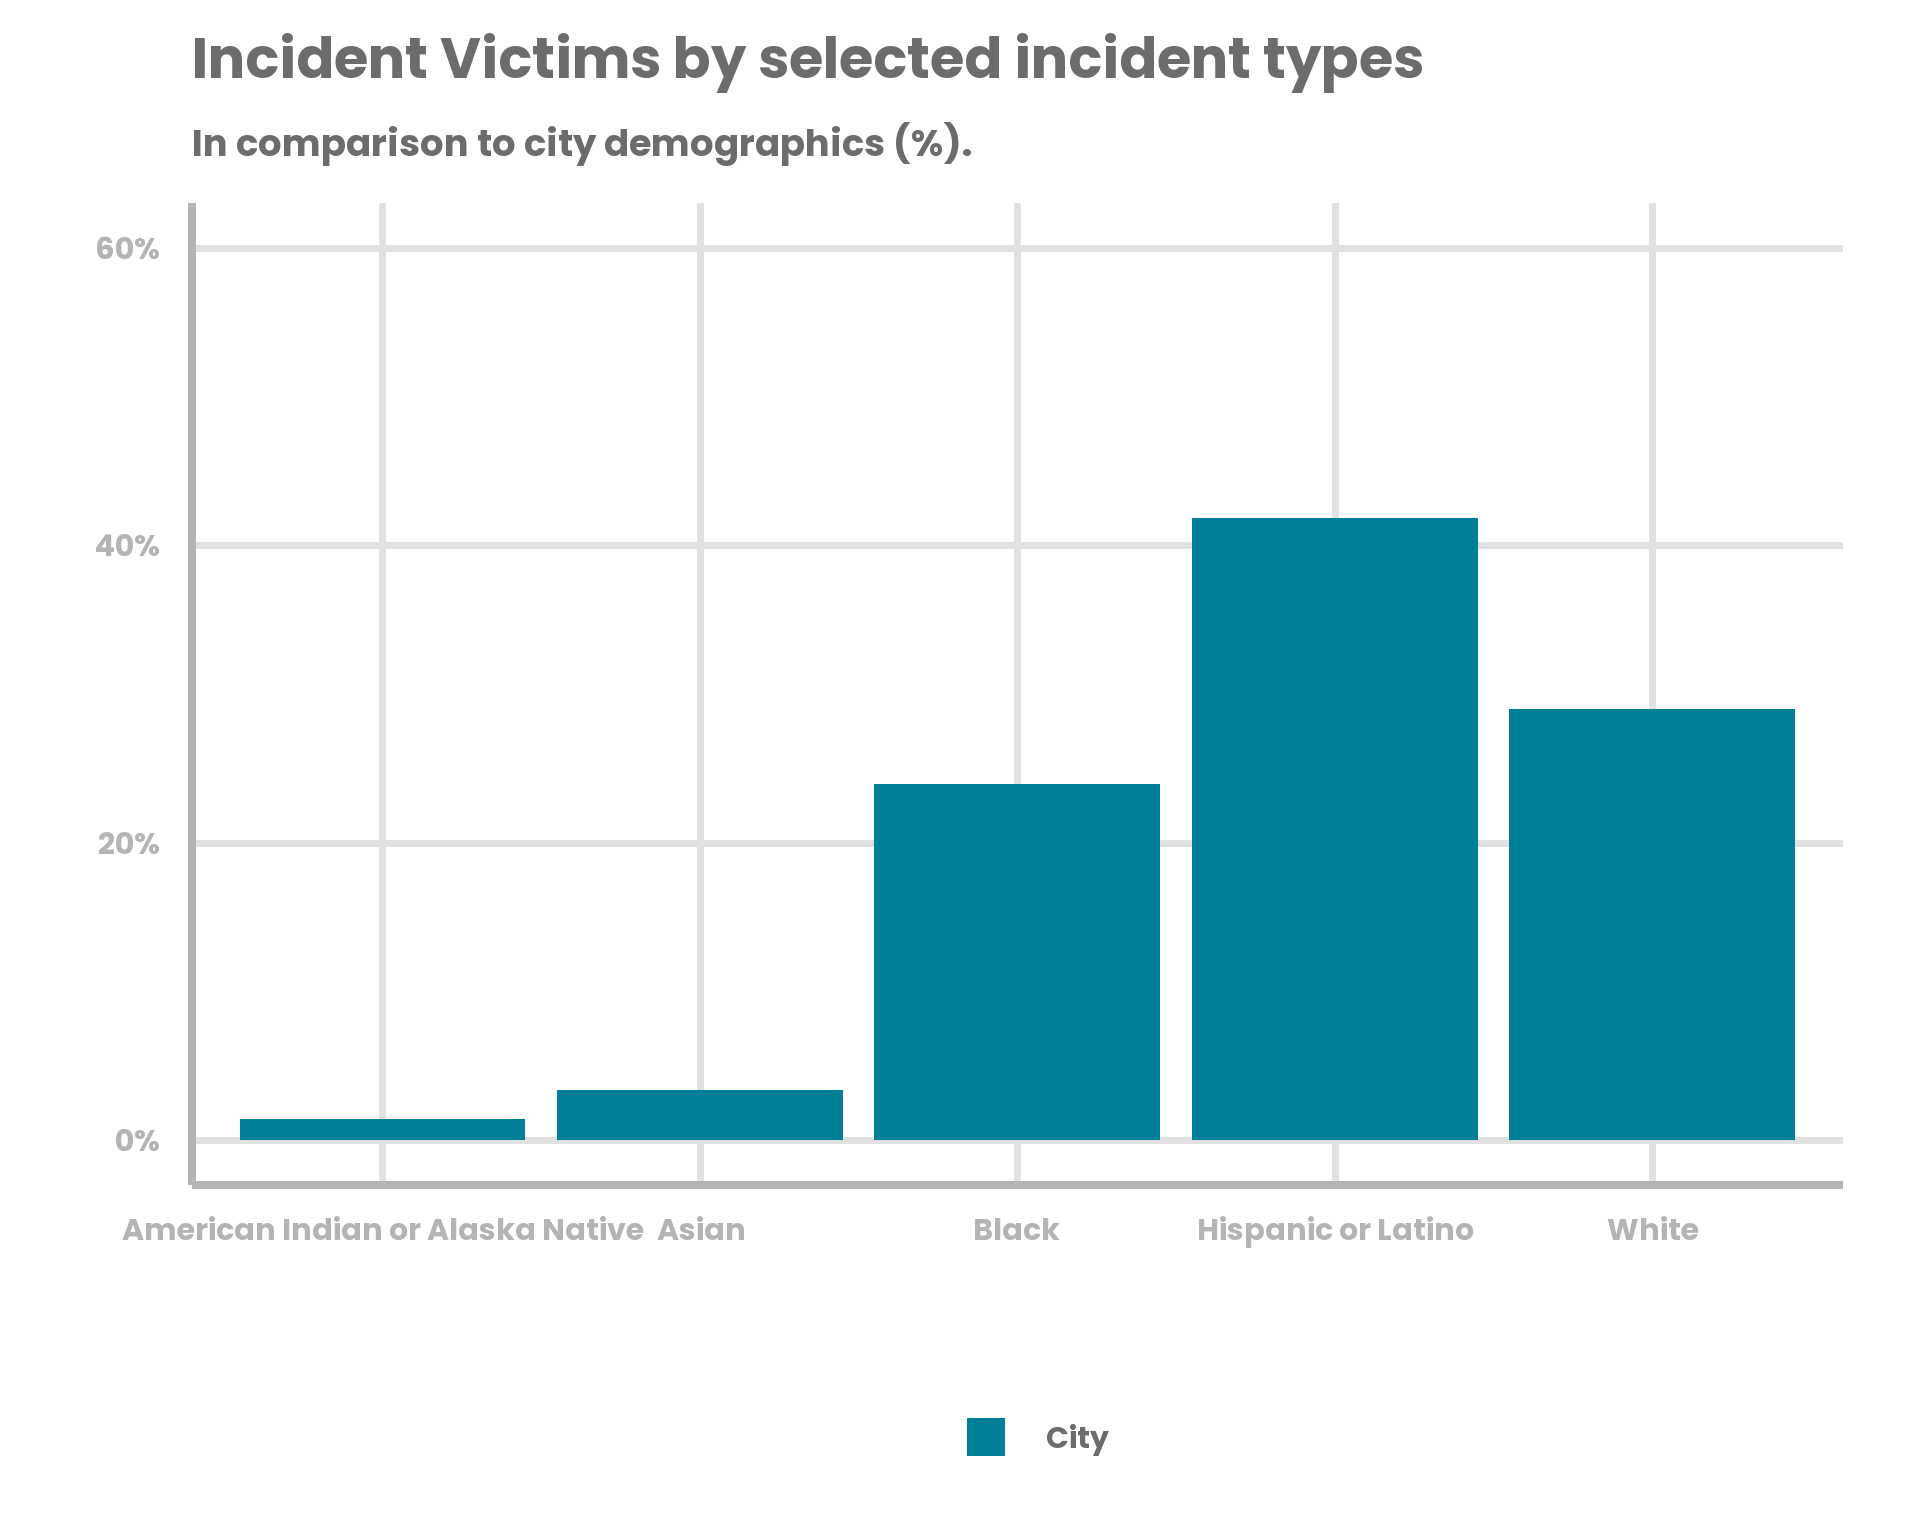 Incident Victims by selected incident types
In comparison to city demographics (%).
60%
40%
20%
0%
American Indian or Alaska Native Asian Black Hispanic or Latino White
City